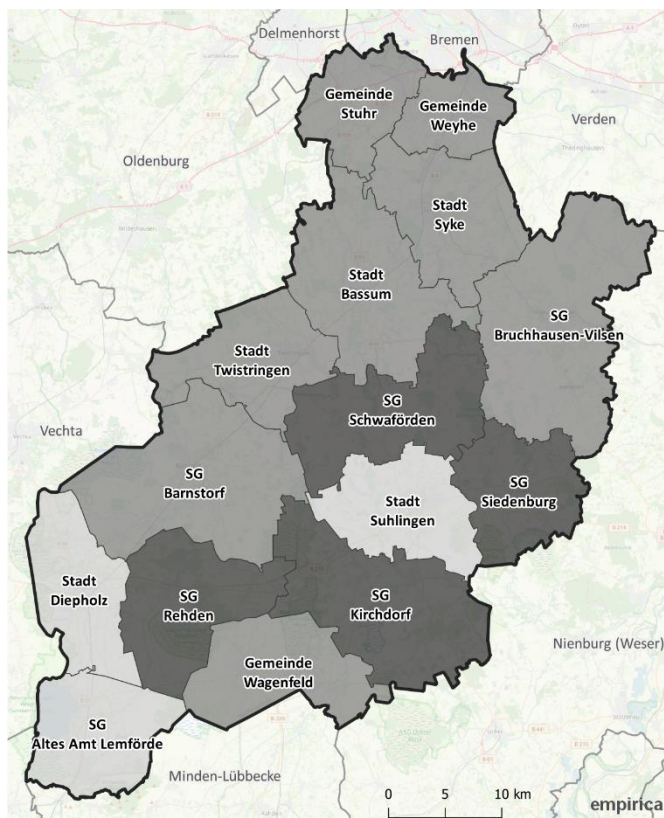 Delmenhorst
Bremen
Gemeinde
Stuhr
Gemeinde
Weyhe
Verden
Oldenburg
Stadt
Syke
Stadt
Bassum
SG
Bruchhausen-Vilsen
Stadt
Twistringen
SG
Schwaförden
Vechta
SG
Barnstorf
Stadt
Suhlingen
SG
Siedenburg
Stadt
Diepholz
SG
Rehden
SG
Kirchdorf
Nienburg (Weser)
Gemeinde
Wagenfeld
SG
Altes Amt Lemförde
Minden-Lübbecke
0 5 10 km
empirica